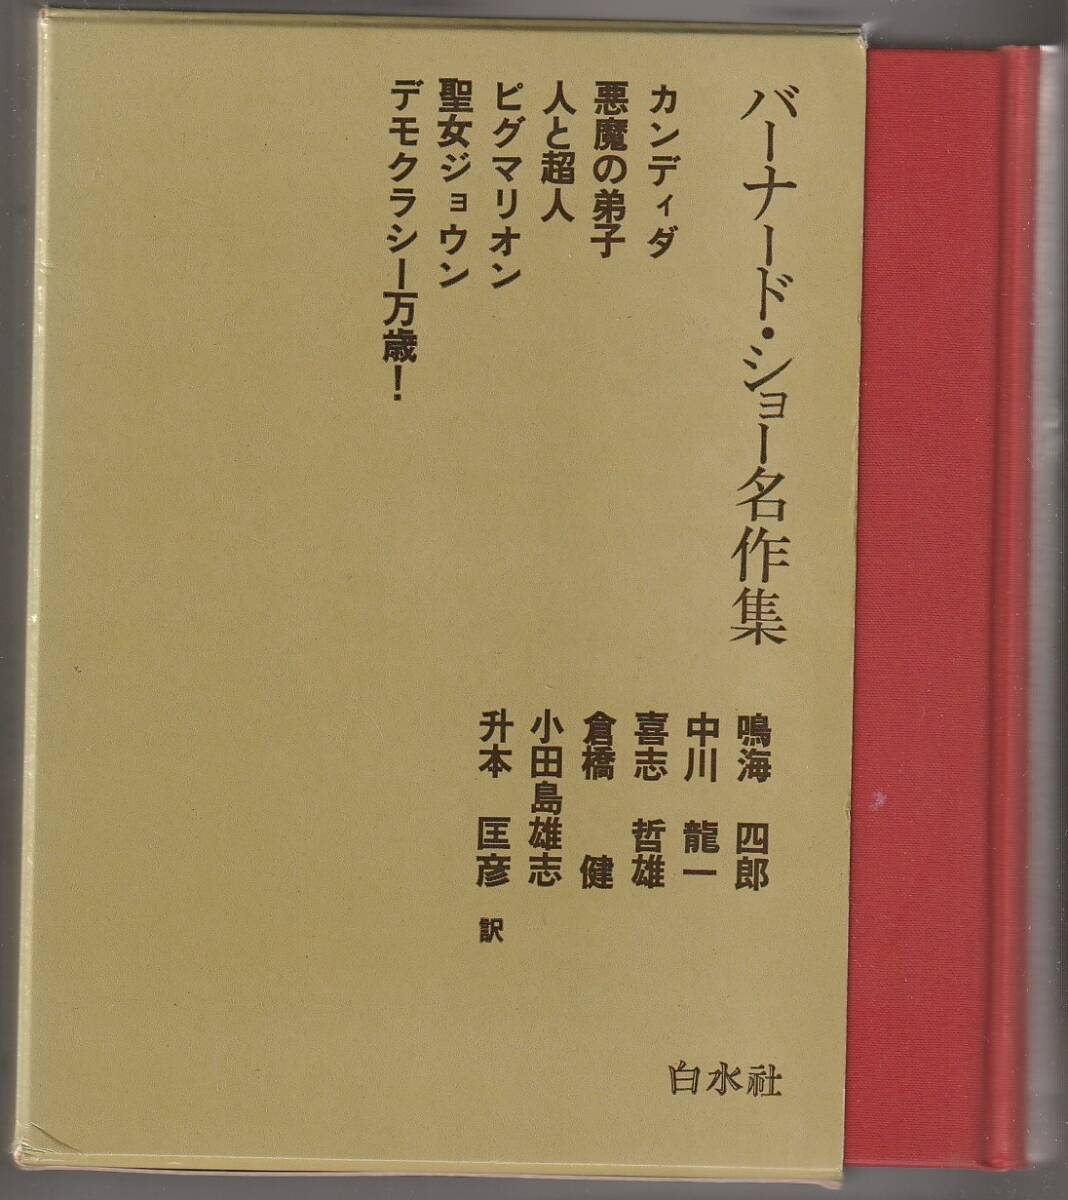 バーナード・ショー名作集
カンディダ
悪魔の弟子
人と超人
ピグマリオン
聖女ジョウン
デモクラシー万歳！
鳴海 四郎
中川 龍一
喜志 哲雄
倉橋 健
小田島雄志
升本 匡彦 訳
白水社